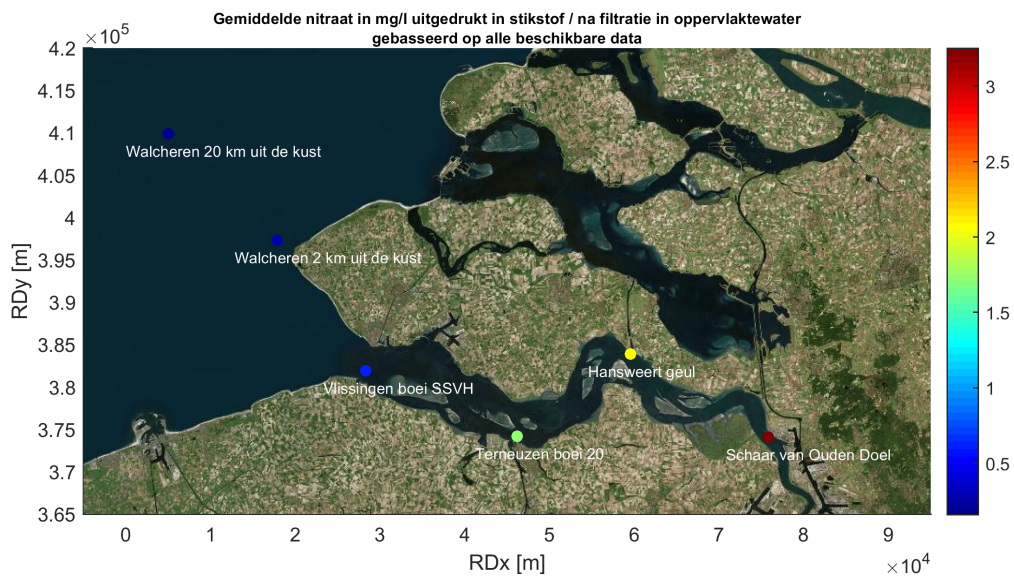 Gemiddelde nitraat in mg/l uitgedrukt in stikstof / na filtratie in oppervlaktewater
gebasseerd op alle beschikbare data
×10⁵
4.2
4.15
4.1
4.05
4
3.95
3.9
3.85
3.8
3.75
3.7
3.65
RDy [m]
Walcheren 20 km uit de kust
Walcheren 2 km uit de kust
Vlissingen boei SSVH
Terneuzen boei 20
Hansweert geul
Schaar van Ouden Doel
0 1 2 3 4 5 6 7 8 9
RDx [m]
×10⁴
3
2.5
2
1.5
1
0.5